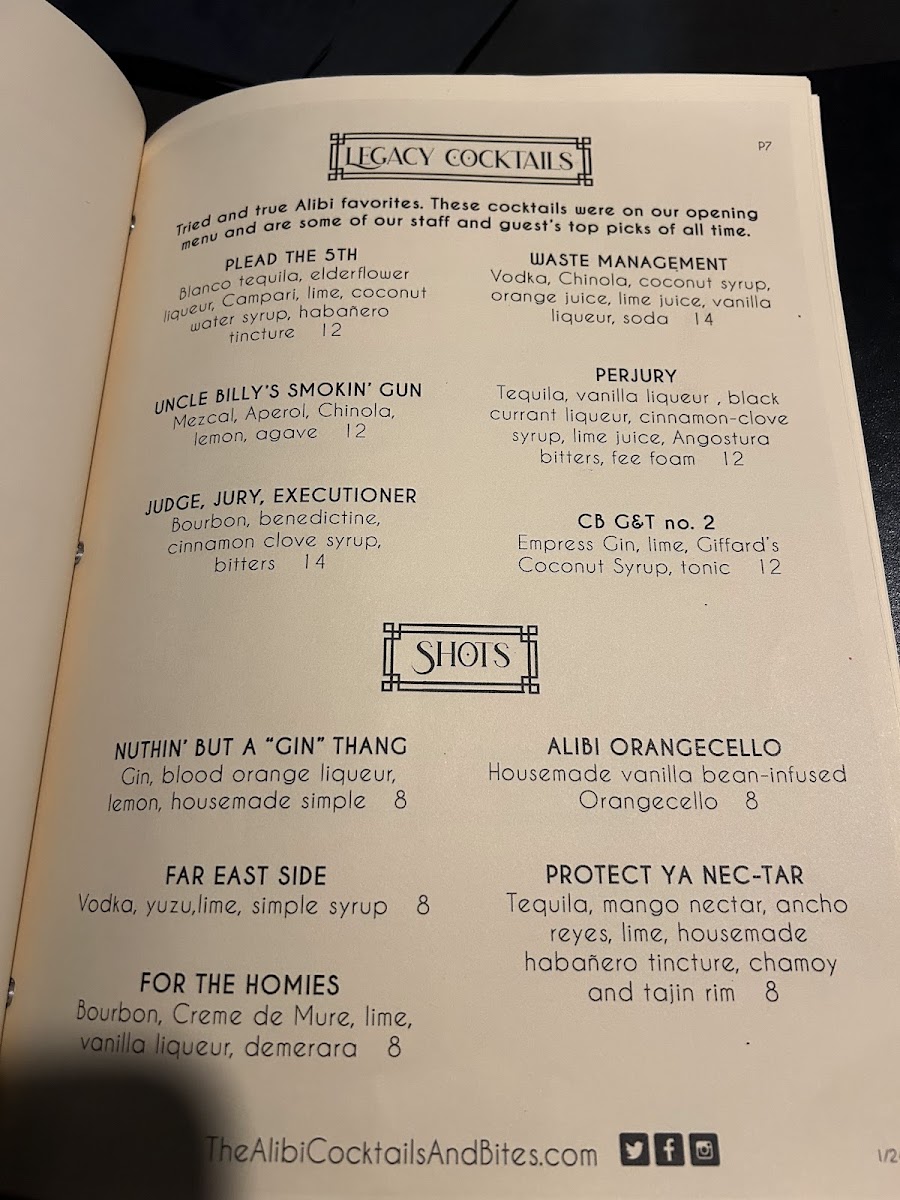 LEGACY COCKTAILS
P7
Tried and true Alibi favorites. These cocktails were on our opening
menu and are some of our staff and guest's top picks of all time.
PLEAD THE 5TH
Blanco tequila, elderflower
liqueur, Campari, lime, coconut
water syrup, habañero
tincture 12
UNCLE BILLY'S SMOKIN' GUN
Mezcal, Aperol, Chinola,
lemon, agave 12
JUDGE, JURY, EXECUTIONER
Bourbon, benedictine,
cinnamon clove syrup,
bitters 14
WASTE MANAGEMENT
Vodka, Chinola, coconut syrup,
orange juice, lime juice, vanilla
liqueur, soda 14
PERJURY
Tequila, vanilla liqueur , black
currant liqueur, cinnamon-clove
syrup, lime juice, Angostura
bitters, fee foam 12
CB G&T no. 2
Empress Gin, lime, Giffard's
Coconut Syrup, tonic 12
SHOTS
NUTHIN' BUT A "GIN" THANG
Gin, blood orange liqueur,
lemon, housemade simple 8
FAR EAST SIDE
Vodka, yuzu,lime, simple syrup 8
FOR THE HOMIES
Bourbon, Creme de Mure, lime,
vanilla liqueur, demerara 8
ALIBI ORANGECELLO
Housemade vanilla bean-infused
Orangecello 8
PROTECT YA NEC-TAR
Tequila, mango nectar, ancho
reyes, lime, housemade
habañero tincture, chamoy
and tajin rim 8
TheAlibiCocktailsAndBites.com